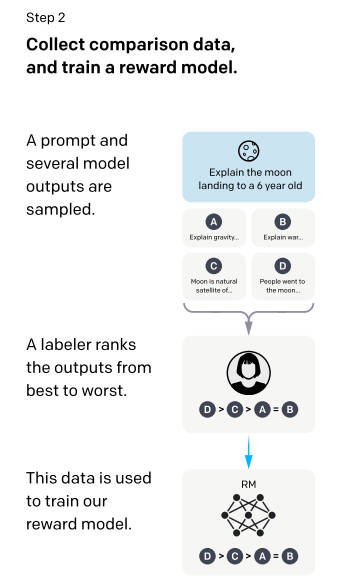 Step 2
Collect comparison data,
and train a reward model.
A prompt and
several model
outputs are
sampled.
Explain the moon
landing to a 6 year old
A
Explain gravity...
B
Explain war...
C
Moon is natural
satellite of...
D
People went to
the moon...
A labeler ranks
the outputs from
best to worst.
D > C > A = B
This data is used
to train our
reward model.
RM
D > C > A = B